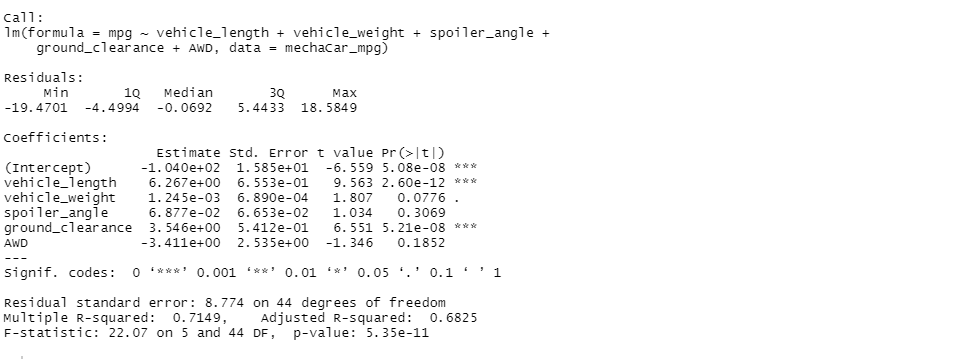 Call:
lm(formula = mpg ~ vehicle_length + vehicle_weight + spoiler_angle +
    ground_clearance + AWD, data = mechaCar_mpg)

Residuals:
     Min       1Q   Median       3Q      Max
-19.4701  -4.4994  -0.0692   5.4433  18.5849

Coefficients:
                   Estimate Std. Error t value Pr(>|t|)
(Intercept)      -1.040e+02  1.585e+01  -6.559 5.08e-08 ***
vehicle_length    6.267e+00  6.553e-01   9.563 2.60e-12 ***
vehicle_weight    1.245e-03  6.890e-04   1.807   0.0776 .
spoiler_angle     6.877e-02  6.653e-02   1.034   0.3069
ground_clearance  3.546e+00  5.412e-01   6.551 5.21e-08 ***
AWD              -3.411e+00  2.535e+00  -1.346   0.1852
---
Signif. codes:  0 ‘***’ 0.001 ‘**’ 0.01 ‘*’ 0.05 ‘.’ 0.1 ‘ ’ 1

Residual standard error: 8.774 on 44 degrees of freedom
Multiple R-squared:  0.7149,    Adjusted R-squared:  0.6825
F-statistic: 22.07 on 5 and 44 DF,  p-value: 5.35e-11